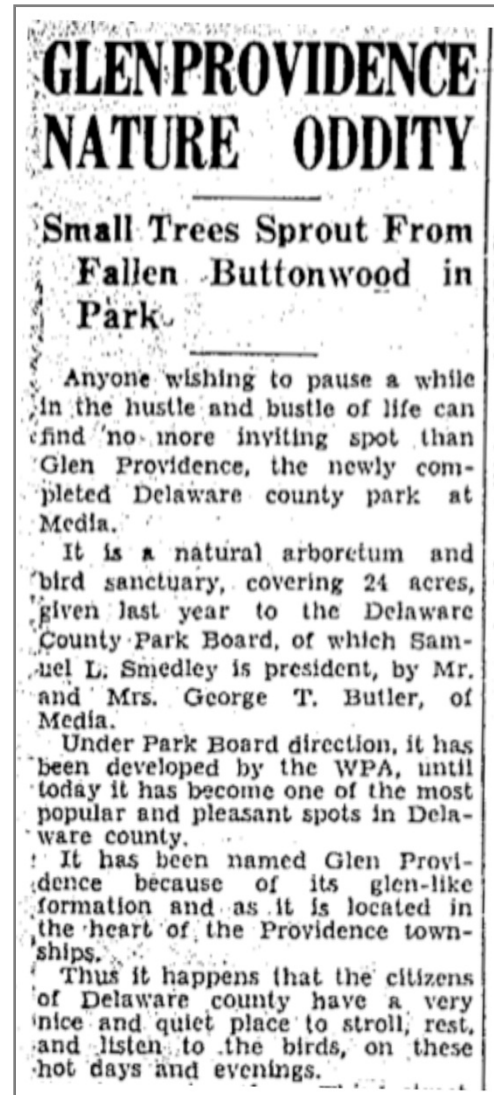 GLEN PROVIDENCE
NATURE ODDITY
Small Trees Sprout From
Fallen Buttonwood in
Park
Anyone wishing to pause a while
in the hustle and bustle of life can
find no more inviting spot than
Glen Providence, the newly com-
pleted Delaware county park at
Media.
It is a natural arboretum and
bird sanctuary, covering 24 acres,
given last year to the Delaware
County Park Board, of which Sam-
uel L. Smedley is president, by Mr.
and Mrs. George T. Butler, of
Media.
Under Park Board direction, it has
been developed by the WPA, until
today it has become one of the most
popular and pleasant spots in Dela-
ware county.
It has been named Glen Provi-
dence because of its glen-like
formation and as it is located in
the heart of the Providence town-
ships.
Thus it happens that the citizens
of Delaware county have a very
nice and quiet place to stroll, rest,
and listen to the birds, on these
hot days and evenings.